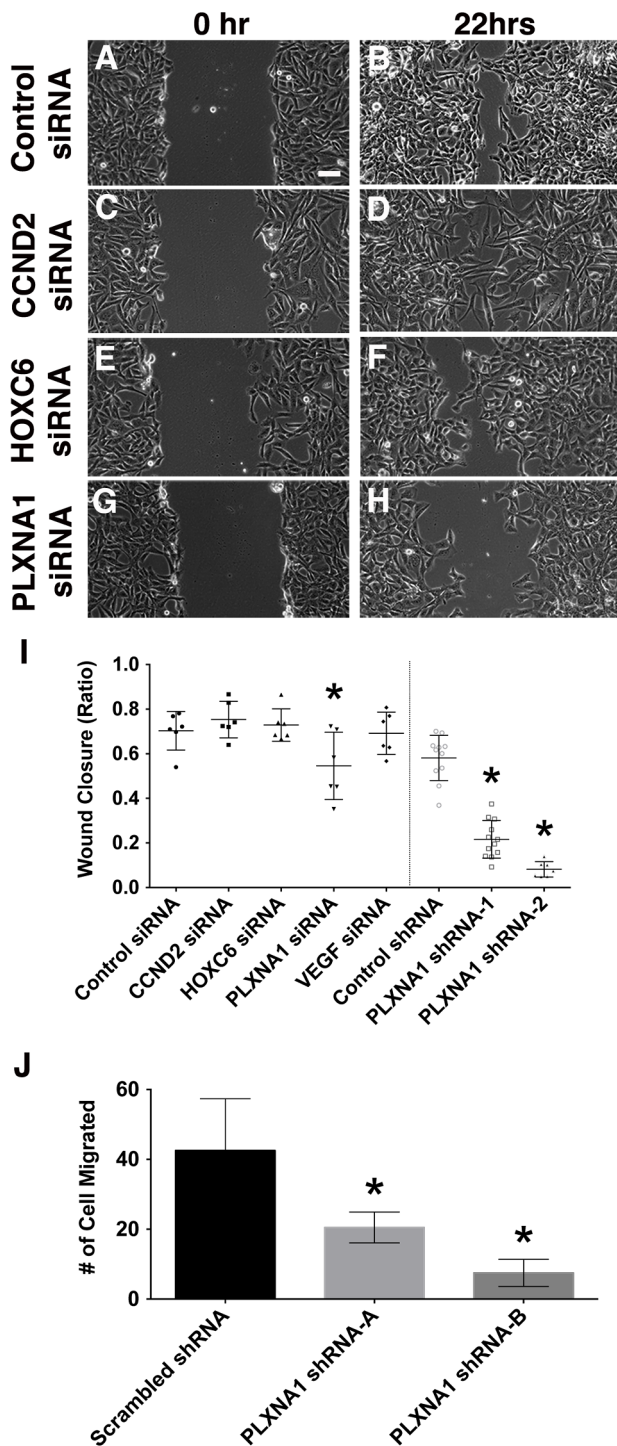 0 hr 22hrs
Control siRNA
A B
CCND2 siRNA
C D
HOXC6 siRNA
E F
PLXNA1 siRNA
G H
I
Wound Closure (Ratio)
1.0
0.8
0.6
0.4
0.2
0.0
* * *
Control siRNA
CCND2 siRNA
HOXC6 siRNA
PLXNA1 siRNA
VEGF siRNA
Control shRNA
PLXNA1 shRNA-1
PLXNA1 shRNA-2
J
# of Cell Migrated
60
40
20
0
* *
Scrambled shRNA
PLXNA1 shRNA-A
PLXNA1 shRNA-B